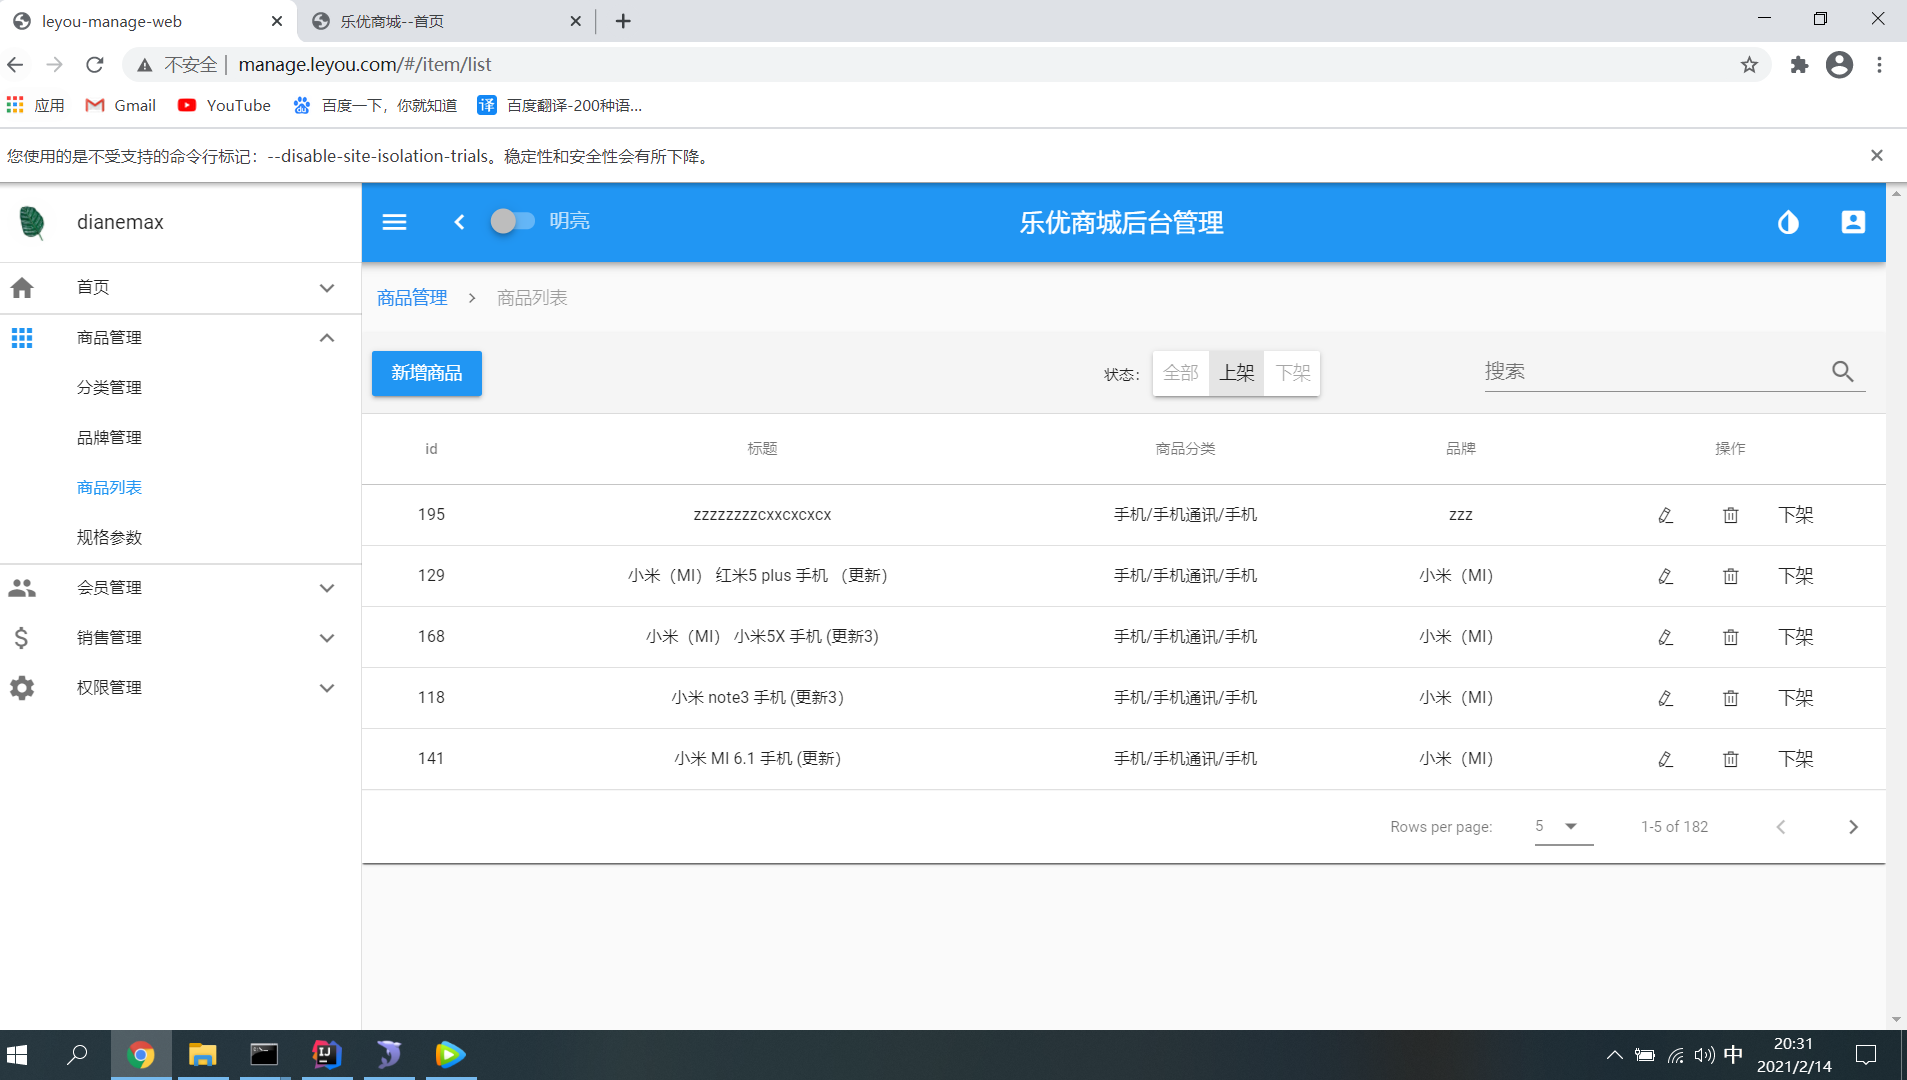 leyou-manage-web
乐优商城--首页
不安全 | manage.leyou.com/#/item/list
应用
Gmail
YouTube
百度一下，你就知道
译 百度翻译-200种语...
您使用的是不受支持的命令行标记：--disable-site-isolation-trials。稳定性和安全性会有所下降。
dianemax
明亮
乐优商城后台管理
首页
商品管理
分类管理
品牌管理
商品列表
规格参数
会员管理
销售管理
权限管理
商品管理 > 商品列表
新增商品
状态： 全部 上架 下架
搜索
id 标题 商品分类 品牌 操作
195 zzzzzzzzcxxcxcxcx 手机/手机通讯/手机 zzz 下架
129 小米（MI） 红米5 plus 手机 （更新） 手机/手机通讯/手机 小米（MI） 下架
168 小米（MI） 小米5X 手机 (更新3) 手机/手机通讯/手机 小米（MI） 下架
118 小米 note3 手机 (更新3） 手机/手机通讯/手机 小米（MI） 下架
141 小米 MI 6.1 手机 (更新） 手机/手机通讯/手机 小米（MI） 下架
Rows per page: 5 1-5 of 182
IJ
中
20:31
2021/2/14